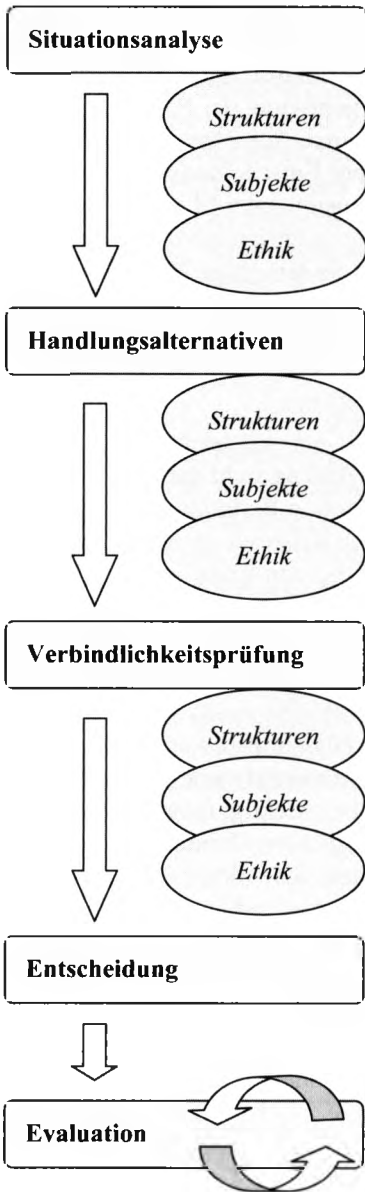 Situationsanalyse
Strukturen
Subjekte
Ethik
Handlungsalternativen
Strukturen
Subjekte
Ethik
Verbindlichkeitsprüfung
Strukturen
Subjekte
Ethik
Entscheidung
Evaluation